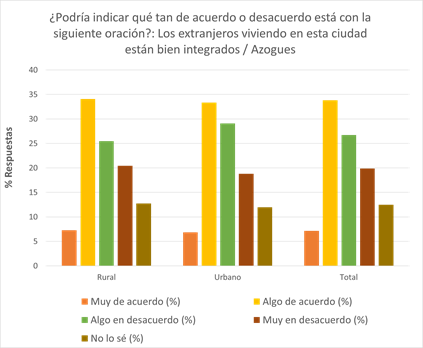 ¿Podría indicar qué tan de acuerdo o desacuerdo está con la
siguiente oración?: Los extranjeros viviendo en esta ciudad
están bien integrados / Azogues
% Respuestas
40
35
30
25
20
15
10
5
0
Rural Urbano Total
Muy de acuerdo (%) Algo de acuerdo (%)
Algo en desacuerdo (%) Muy en desacuerdo (%)
No lo sé (%)